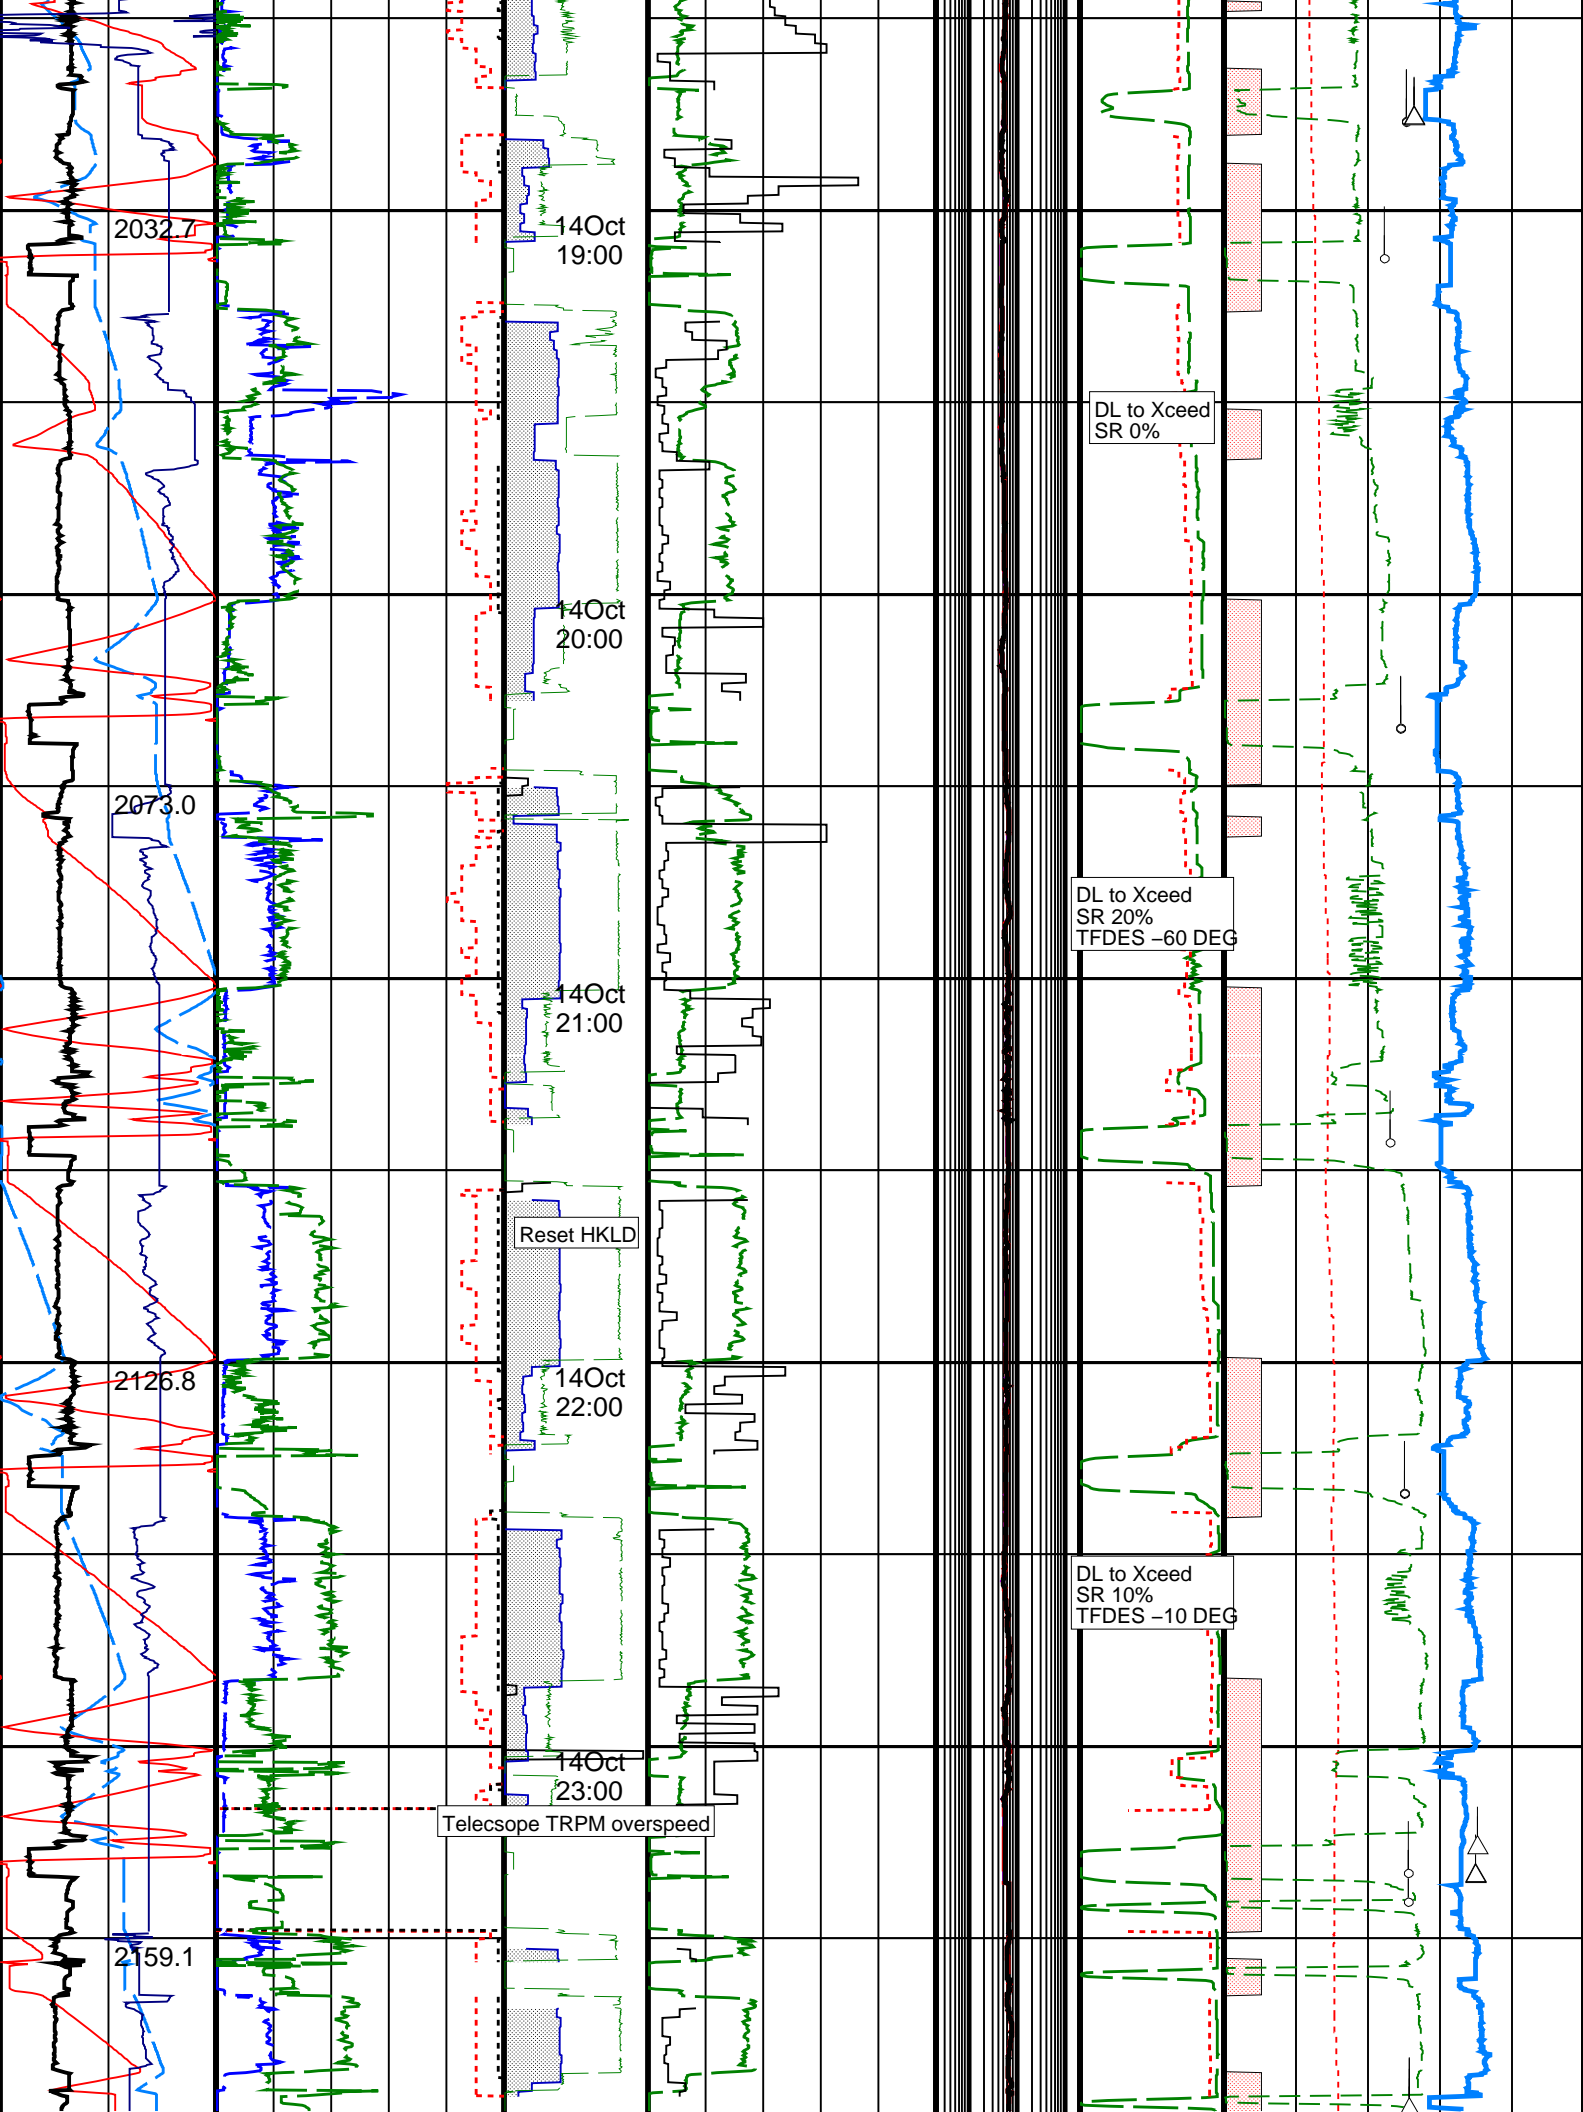 2032.7
14Oct
19:00
DL to Xceed
SR 0%
14Oct
20:00
2073.0
DL to Xceed
SR 20%
TFDES –60 DEG
14Oct
21:00
Reset HKLD
2126.8
14Oct
22:00
DL to Xceed
SR 10%
TFDES –10 DEG
14Oct
23:00
Telecsope TRPM overspeed
2159.1